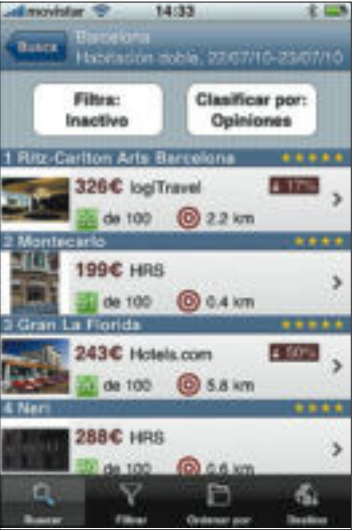 movistar 14:33
Busca
Barcelona
Habitación doble, 22/07/10-23/07/10
Filtra:
Inactivo
Clasificar por:
Opiniones
1 Ritz-Carlton Arts Barcelona
326€ logiTravel 17%
de 100 2.2 km
2 Montecarlo
199€ HRS
de 100 0.4 km
3 Gran La Florida
243€ Hotels.com 50%
de 100 5.8 km
4 Neri
288€ HRS
de 100 0.6 km
Buscar Filtrar Ordenar por Destino